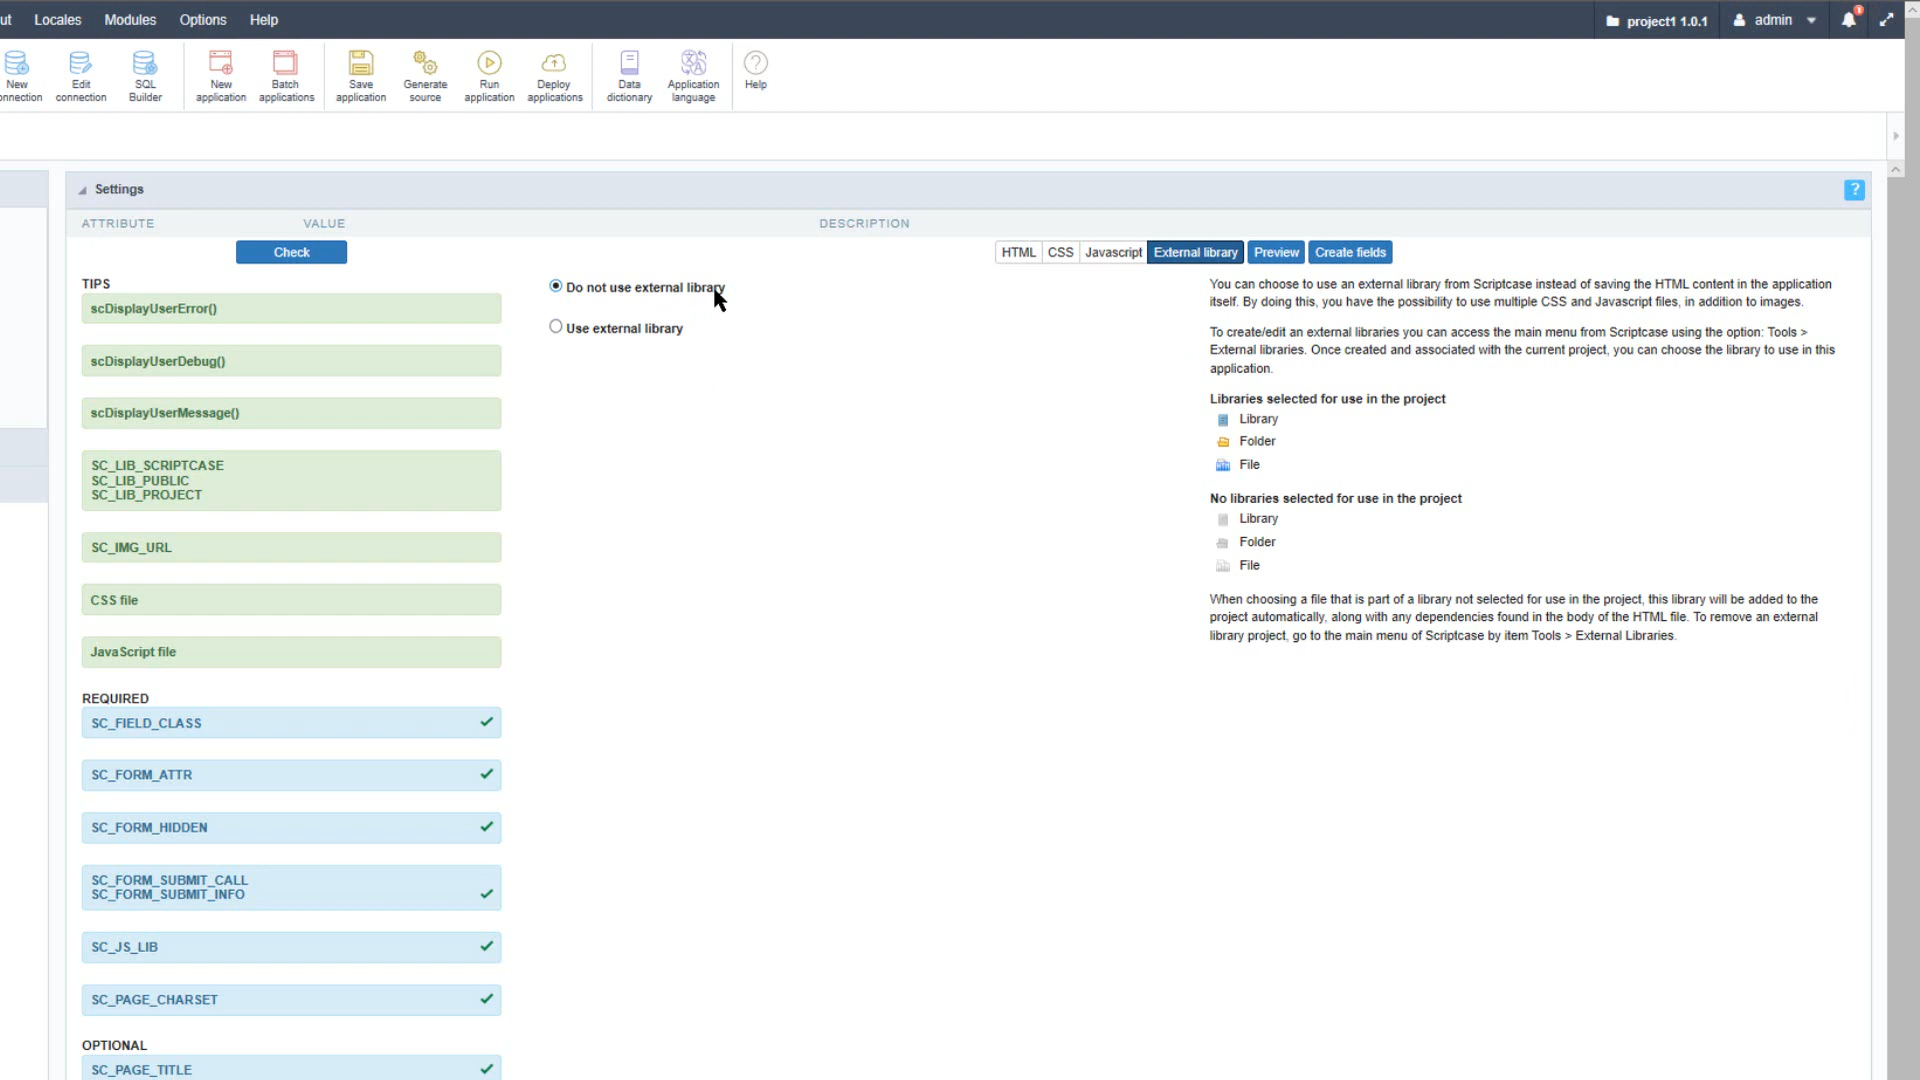 ut Locales Modules Options Help project1 1.0.1 admin
New
onnection
Edit
connection
SQL
Builder
New
application
Batch
applications
Save
application
Generate
source
Run
application
Deploy
applications
Data
dictionary
Application
language
Help
Settings ?
ATTRIBUTE VALUE DESCRIPTION
Check HTML CSS Javascript External library Preview Create fields
TIPS
scDisplayUserError()
scDisplayUserDebug()
scDisplayUserMessage()
SC_LIB_SCRIPTCASE
SC_LIB_PUBLIC
SC_LIB_PROJECT
SC_IMG_URL
CSS file
JavaScript file
REQUIRED
SC_FIELD_CLASS
SC_FORM_ATTR
SC_FORM_HIDDEN
SC_FORM_SUBMIT_CALL
SC_FORM_SUBMIT_INFO
SC_JS_LIB
SC_PAGE_CHARSET
OPTIONAL
SC_PAGE_TITLE
Do not use external library
Use external library
You can choose to use an external library from Scriptcase instead of saving the HTML content in the application
itself. By doing this, you have the possibility to use multiple CSS and Javascript files, in addition to images.
To create/edit an external libraries you can access the main menu from Scriptcase using the option: Tools >
External libraries. Once created and associated with the current project, you can choose the library to use in this
application.
Libraries selected for use in the project
Library
Folder
File
No libraries selected for use in the project
Library
Folder
File
When choosing a file that is part of a library not selected for use in the project, this library will be added to the
project automatically, along with any dependencies found in the body of the HTML file. To remove an external
library project, go to the main menu of Scriptcase by item Tools > External Libraries.